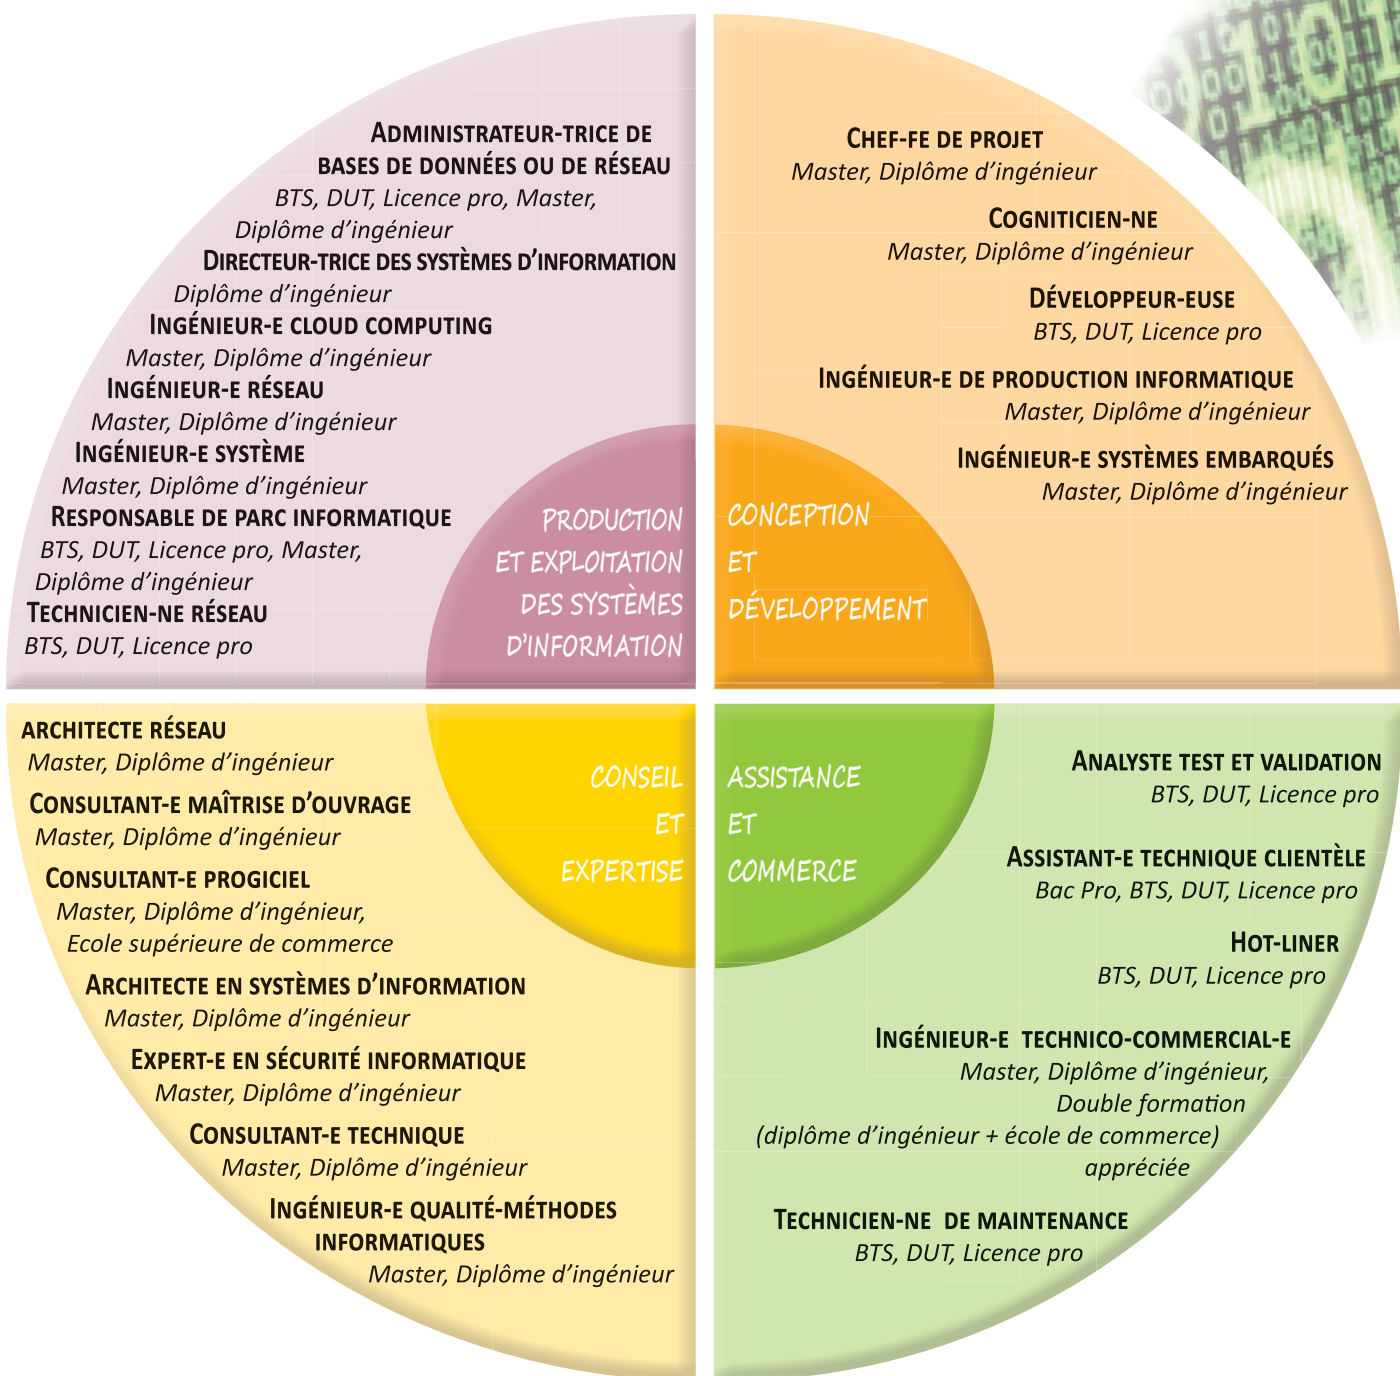 Administrateur-trice de
bases de données ou de réseau
BTS, DUT, Licence pro, Master,
Diplôme d’ingénieur
Directeur-trice des systèmes d’information
Diplôme d’ingénieur
Ingénieur-e cloud computing
Master, Diplôme d’ingénieur
Ingénieur-e réseau
Master, Diplôme d’ingénieur
Ingénieur-e système
Master, Diplôme d’ingénieur
Responsable de parc informatique
BTS, DUT, Licence pro, Master,
Diplôme d’ingénieur
Technicien-ne réseau
BTS, DUT, Licence pro
PRODUCTION
ET EXPLOITATION
DES SYSTÈMES
D'INFORMATION
Chef-fe de projet
Master, Diplôme d’ingénieur
Cogniticien-ne
Master, Diplôme d’ingénieur
Développeur-euse
BTS, DUT, Licence pro
Ingénieur-e de production informatique
Master, Diplôme d’ingénieur
Ingénieur-e systèmes embarqués
Master, Diplôme d’ingénieur
CONCEPTION
ET
DÉVELOPPEMENT
architecte réseau
Master, Diplôme d’ingénieur
Consultant-e maîtrise d’ouvrage
Master, Diplôme d’ingénieur
Consultant-e progiciel
Master, Diplôme d’ingénieur,
Ecole supérieure de commerce
Architecte en systèmes d’information
Master, Diplôme d’ingénieur
Expert-e en sécurité informatique
Master, Diplôme d’ingénieur
Consultant-e technique
Master, Diplôme d’ingénieur
Ingénieur-e qualité-méthodes
informatiques
Master, Diplôme d’ingénieur
CONSEIL
ET
EXPERTISE
ASSISTANCE
ET
COMMERCE
Analyste test et validation
BTS, DUT, Licence pro
Assistant-e technique clientèle
Bac Pro, BTS, DUT, Licence pro
Hot-liner
BTS, DUT, Licence pro
Ingénieur-e technico-commercial-e
Master, Diplôme d’ingénieur,
Double formation
(diplôme d’ingénieur + école de commerce)
appréciée
Technicien-ne de maintenance
BTS, DUT, Licence pro